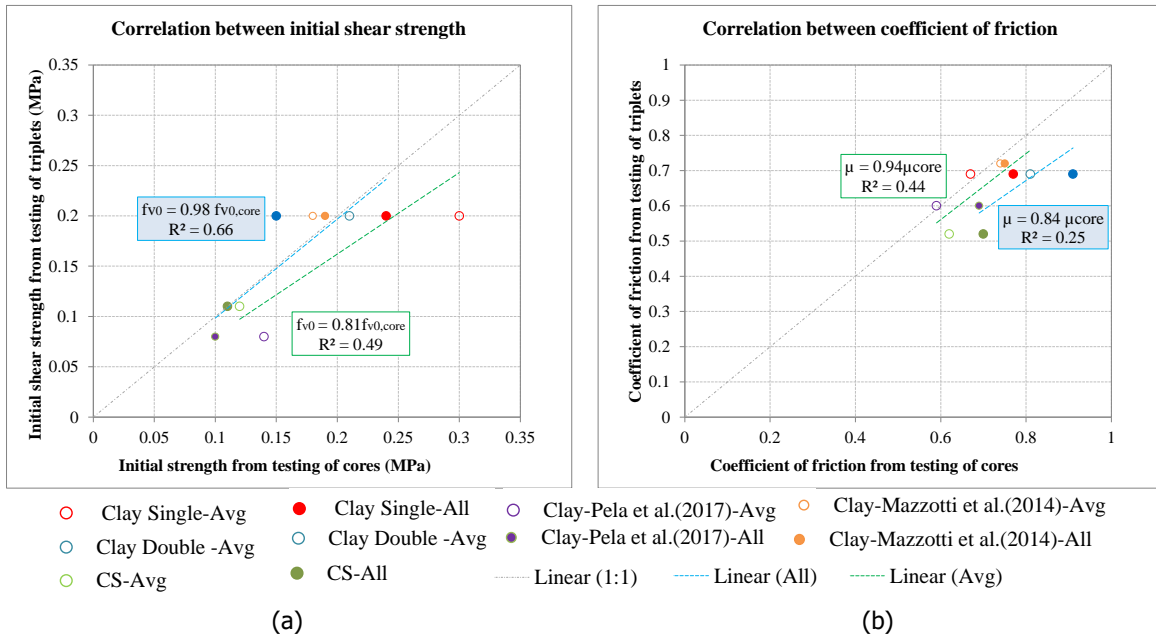 Correlation between initial shear strength
Initial shear strength from testing of triplets (MPa)
0.35
0.3
0.25
0.2
0.15
0.1
0.05
0
fv0 = 0.98 fv0,core
R² = 0.66
fv0 = 0.81fv0,core
R² = 0.49
0 0.05 0.1 0.15 0.2 0.25 0.3 0.35
Initial strength from testing of cores (MPa)
Correlation between coefficient of friction
Coefficient of friction from testing of triplets
1
0.9
0.8
0.7
0.6
0.5
0.4
0.3
0.2
0.1
0
μ = 0.94μcore
R² = 0.44
μ = 0.84 μcore
R² = 0.25
0 0.2 0.4 0.6 0.8 1
Coefficient of friction from testing of cores
Clay Single-Avg Clay Single-All Clay-Pela et al.(2017)-Avg Clay-Mazzotti et al.(2014)-Avg
Clay Double -Avg Clay Double -Avg Clay-Pela et al.(2017)-All Clay-Mazzotti et al.(2014)-All
CS-Avg CS-All Linear (1:1) Linear (All) Linear (Avg)
(a) (b)